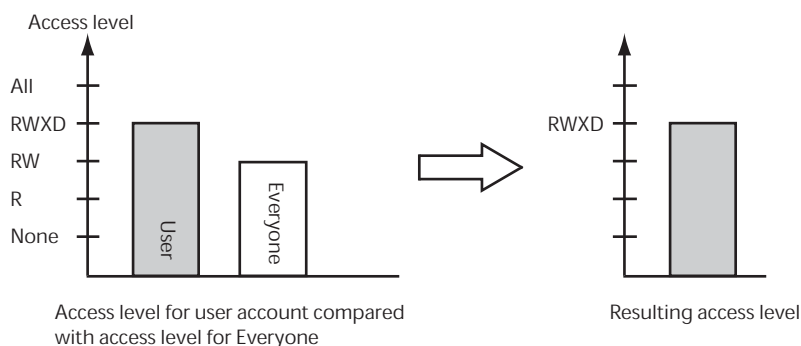 Access level
All
RWXD
RW
R
None
User
Everyone
Access level for user account compared
with access level for Everyone
RWXD
Resulting access level